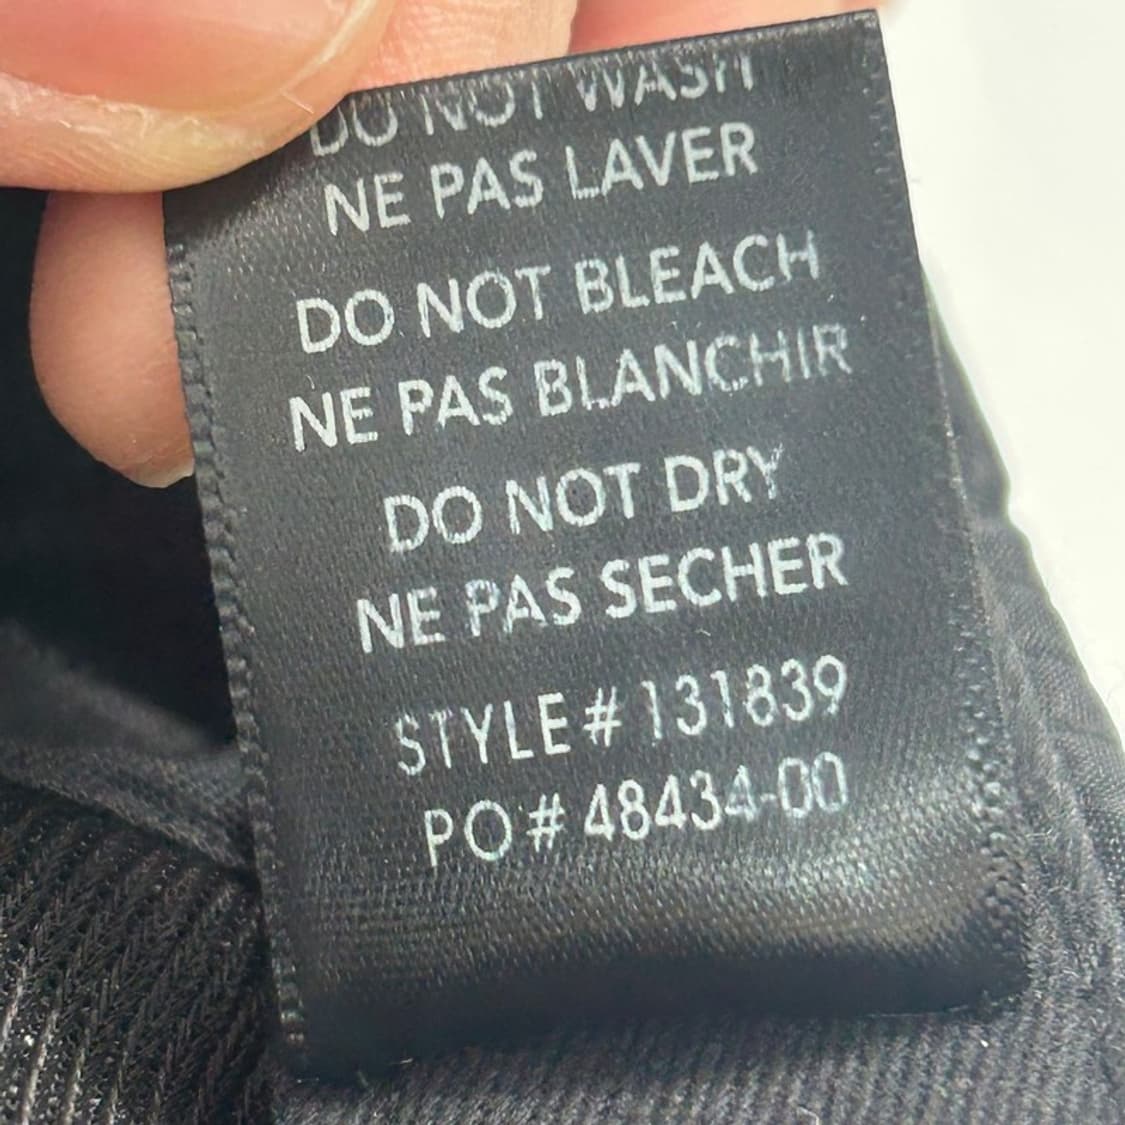 DO NOT WASH
NE PAS LAVER
DO NOT BLEACH
NE PAS BLANCHIR
DO NOT DRY
NE PAS SECHER
STYLE # 131839
PO # 48434-00